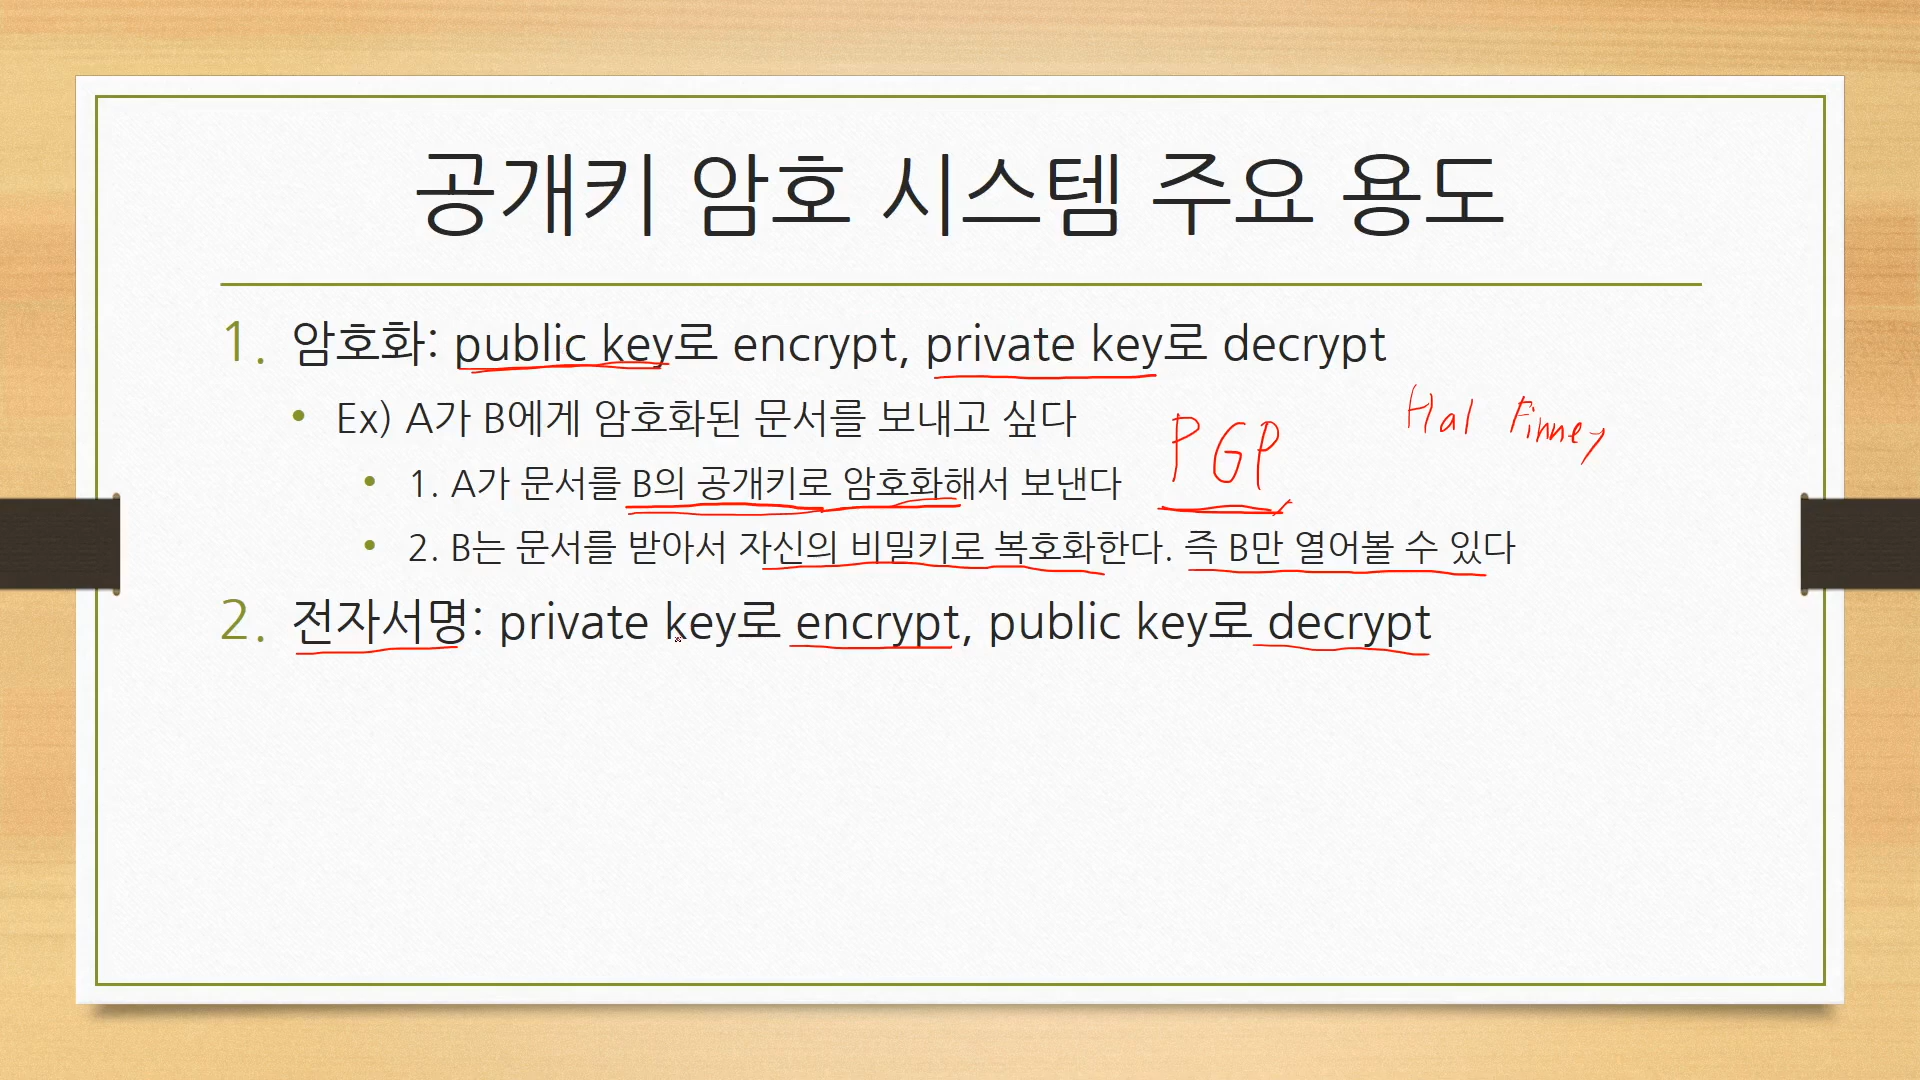 공개키 암호 시스템 주요 용도
1. 암호화: public key로 encrypt, private key로 decrypt
• Ex) A가 B에게 암호화된 문서를 보내고 싶다
PGP
Hal Finney
• 1. A가 문서를 B의 공개키로 암호화해서 보낸다
• 2. B는 문서를 받아서 자신의 비밀키로 복호화한다. 즉 B만 열어볼 수 있다
2. 전자서명: private key로 encrypt, public key로 decrypt